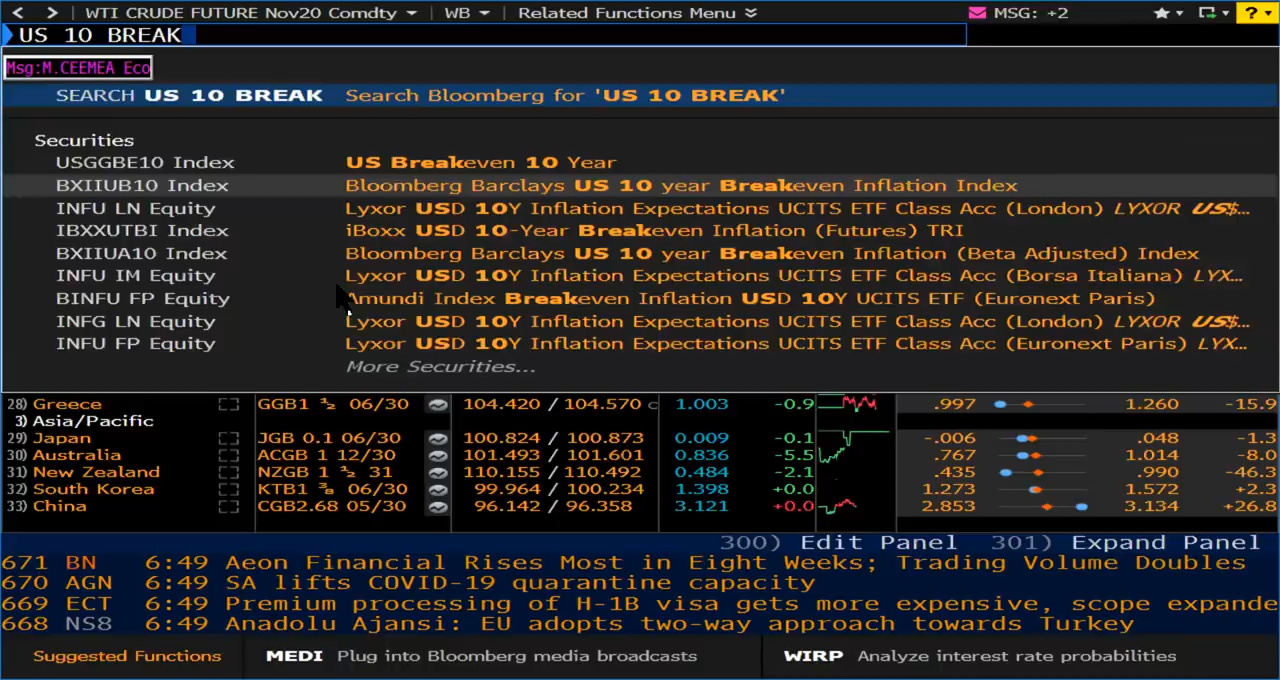 < > WTI CRUDE FUTURE Nov20 Comdty WB Related Functions Menu MSG: +2 ?
US 10 BREAK
Msg:M.CEEMEA Eco
SEARCH US 10 BREAK Search Bloomberg for 'US 10 BREAK'
Securities
USGGBE10 Index US Breakeven 10 Year
BXIIUB10 Index Bloomberg Barclays US 10 year Breakeven Inflation Index
INFU LN Equity Lyxor USD 10Y Inflation Expectations UCITS ETF Class Acc (London) LYXOR US$...
IBXXUTBI Index iBoxx USD 10-Year Breakeven Inflation (Futures) TRI
BXIIUA10 Index Bloomberg Barclays US 10 year Breakeven Inflation (Beta Adjusted) Index
INFU IM Equity Lyxor USD 10Y Inflation Expectations UCITS ETF Class Acc (Borsa Italiana) LYX...
BINFU FP Equity Amundi Index Breakeven Inflation USD 10Y UCITS ETF (Euronext Paris)
INFG LN Equity Lyxor USD 10Y Inflation Expectations UCITS ETF Class Acc (London) LYXOR US$...
INFU FP Equity Lyxor USD 10Y Inflation Expectations UCITS ETF Class Acc (Euronext Paris) LYX...
More Securities...
28) Greece GGB1 ½ 06/30 104.420 / 104.570 c 1.003 -0.9 .997 1.260 -15.9
3) Asia/Pacific
29) Japan JGB 0.1 06/30 100.824 / 100.873 0.009 -0.1 -.006 .048 -1.3
30) Australia ACGB 1 12/30 101.493 / 101.601 0.836 -5.5 .767 1.014 -8.0
31) New Zealand NZGB 1 ½ 31 110.155 / 110.492 0.484 -2.1 .435 .990 -46.3
32) South Korea KTB1 ⅜ 06/30 99.964 / 100.234 1.398 +0.0 1.273 1.572 +2.3
33) China CGB2.68 05/30 96.142 / 96.358 3.121 +0.0 2.853 3.134 +26.8
300) Edit Panel 301) Expand Panel
671 BN 6:49 Aeon Financial Rises Most in Eight Weeks; Trading Volume Doubles
670 AGN 6:49 SA lifts COVID-19 quarantine capacity
669 ECT 6:49 Premium processing of H-1B visa gets more expensive, scope expande
668 NS8 6:49 Anadolu Ajansi: EU adopts two-way approach towards Turkey
Suggested Functions MEDI Plug into Bloomberg media broadcasts WIRP Analyze interest rate probabilities